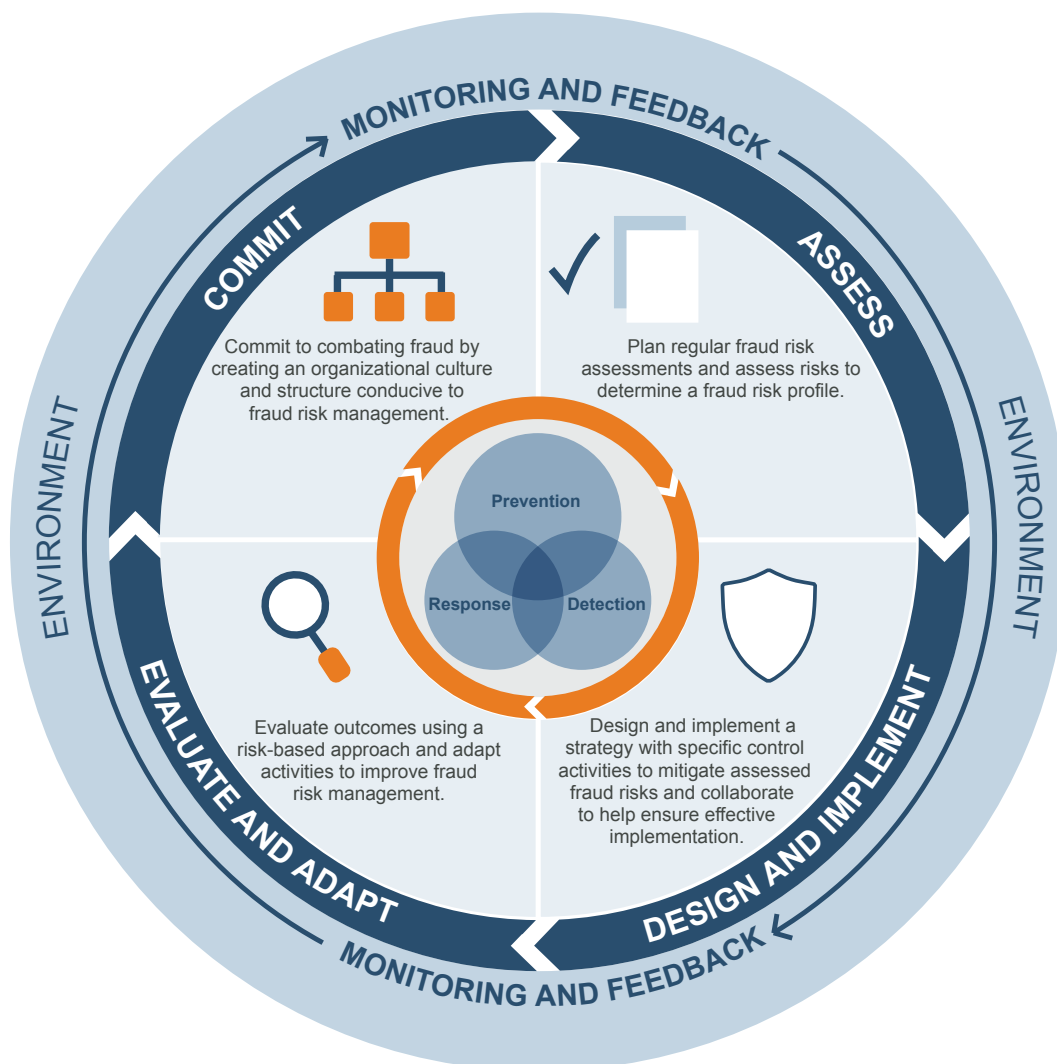 MONITORING AND FEEDBACK
COMMIT
ASSESS
Commit to combating fraud by
creating an organizational culture
and structure conducive to
fraud risk management.
Plan regular fraud risk
assessments and assess risks to
determine a fraud risk profile.
ENVIRONMENT
ENVIRONMENT
Prevention
Response
Detection
Evaluate outcomes using a
risk-based approach and adapt
activities to improve fraud
risk management.
Design and implement a
strategy with specific control
activities to mitigate assessed
fraud risks and collaborate
to help ensure effective
implementation.
EVALUATE AND ADAPT
DESIGN AND IMPLEMENT
MONITORING AND FEEDBACK